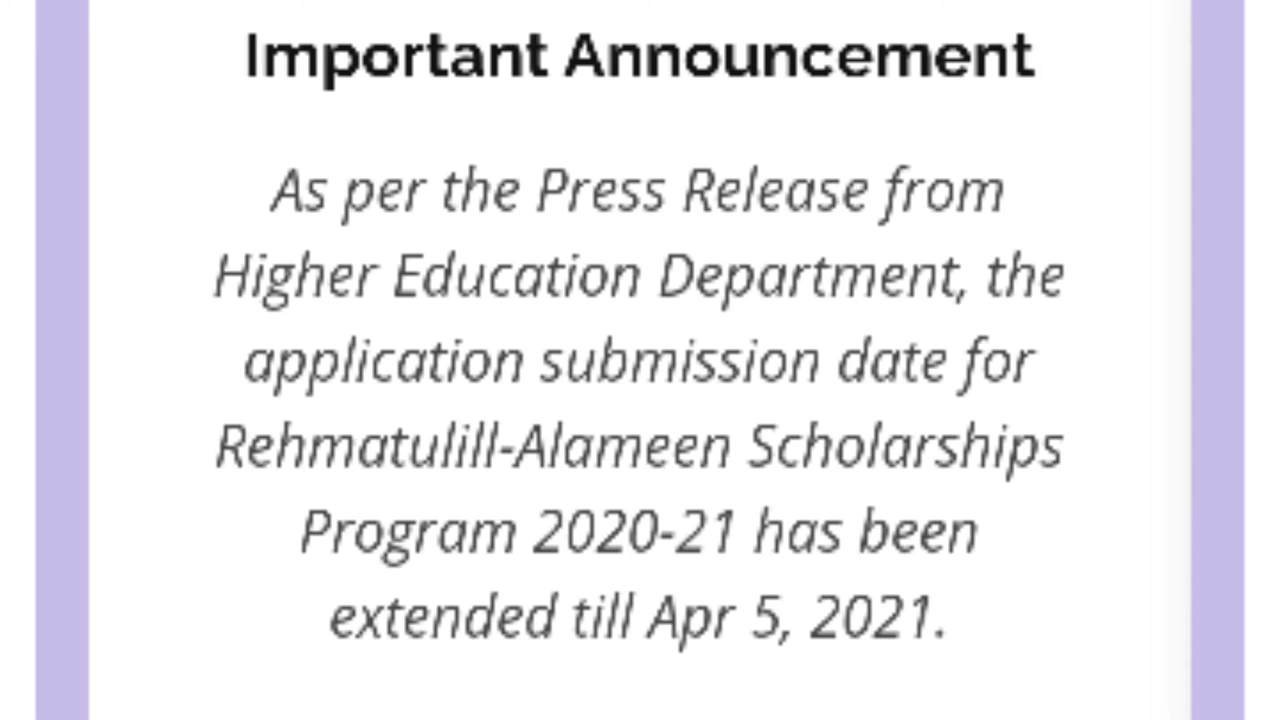 Important Announcement
As per the Press Release from
Higher Education Department, the
application submission date for
Rehmatulill-Alameen Scholarships
Program 2020-21 has been
extended till Apr 5, 2021.